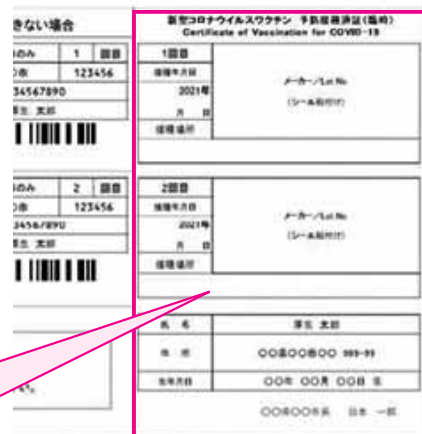 きない場合
1 回目
123456
34567890
厚生 太郎
2 回目
123456
厚生 太郎
新型コロナウイルスワクチン 予防接種済証(臨時)
Certificate of Vaccination for COVID-19
1回目
接種年月日
2021年
月 日
接種場所
メーカー/Lot No
(シール貼付け)
2回目
接種年月日
2021年
月 日
接種場所
メーカー/Lot No
(シール貼付け)
氏 名
厚生 太郎
住 所
〇〇県〇〇市〇〇 999-99
生年月日
〇〇年 〇〇月 〇〇日 生
〇〇県〇〇市長 日本 一郎